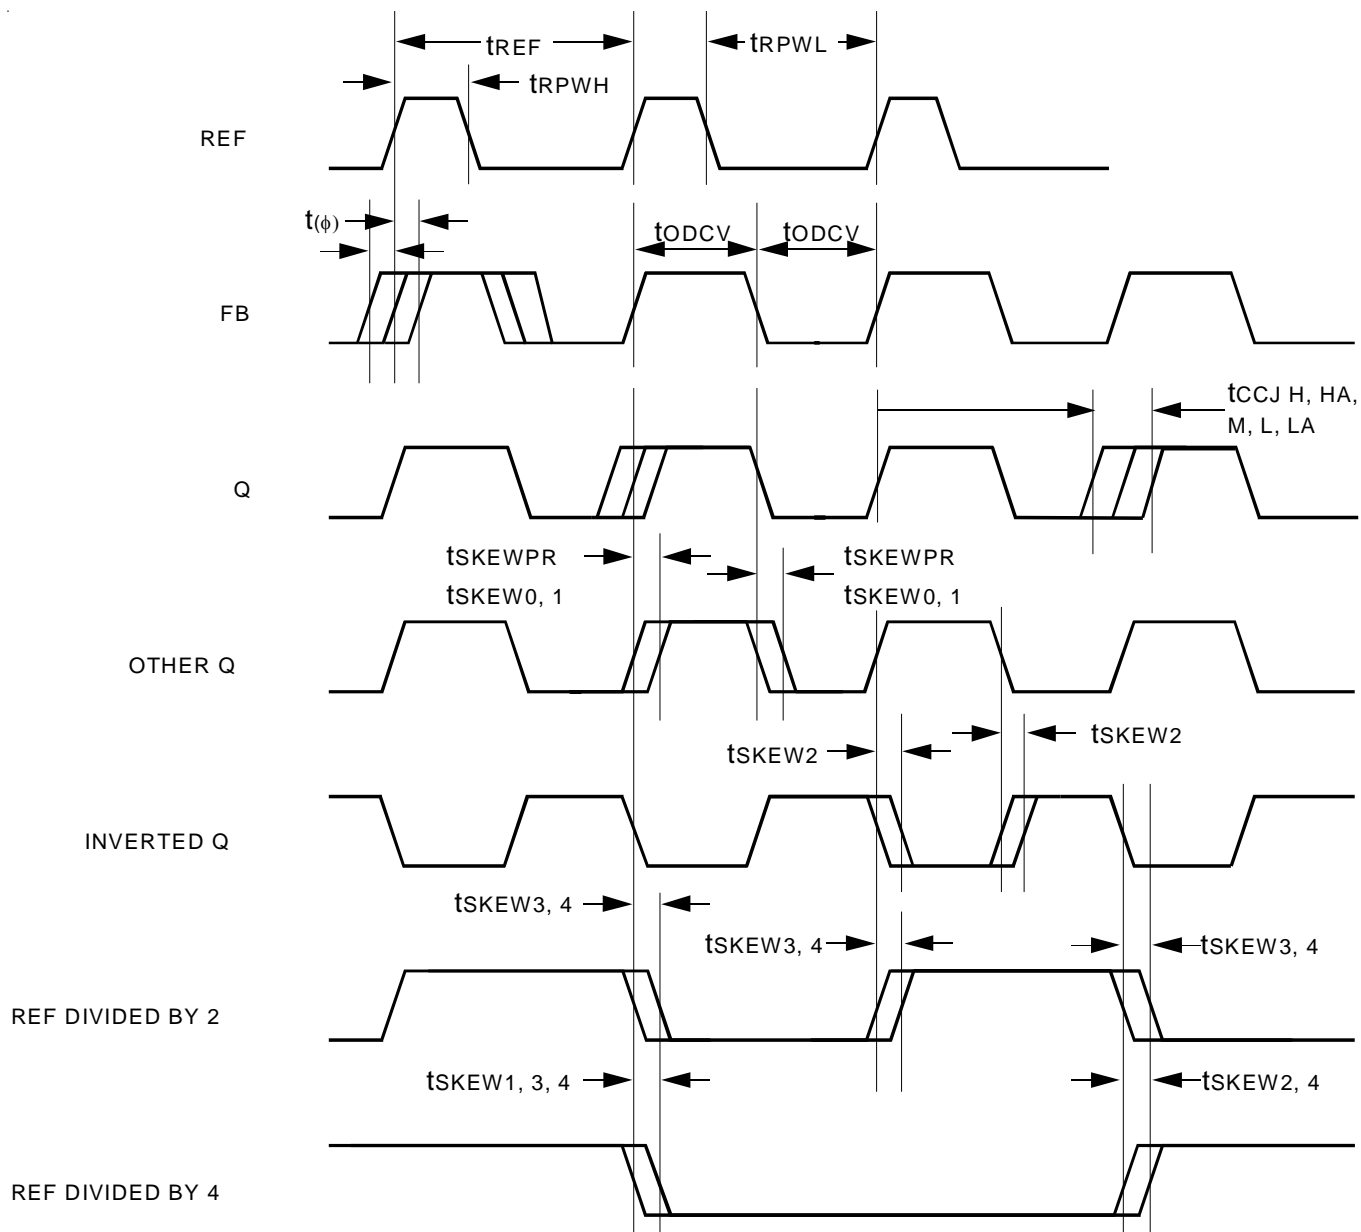 tREF
tRPWL
tRPWH
REF
t(ϕ)
tODCV
tODCV
FB
tCCJ H, HA,
M, L, LA
Q
tSKEWPR
tSKEW0, 1
tSKEWPR
tSKEW0, 1
OTHER Q
tSKEW2
tSKEW2
INVERTED Q
tSKEW3, 4
tSKEW3, 4
tSKEW3, 4
REF DIVIDED BY 2
tSKEW1, 3, 4
tSKEW2, 4
REF DIVIDED BY 4